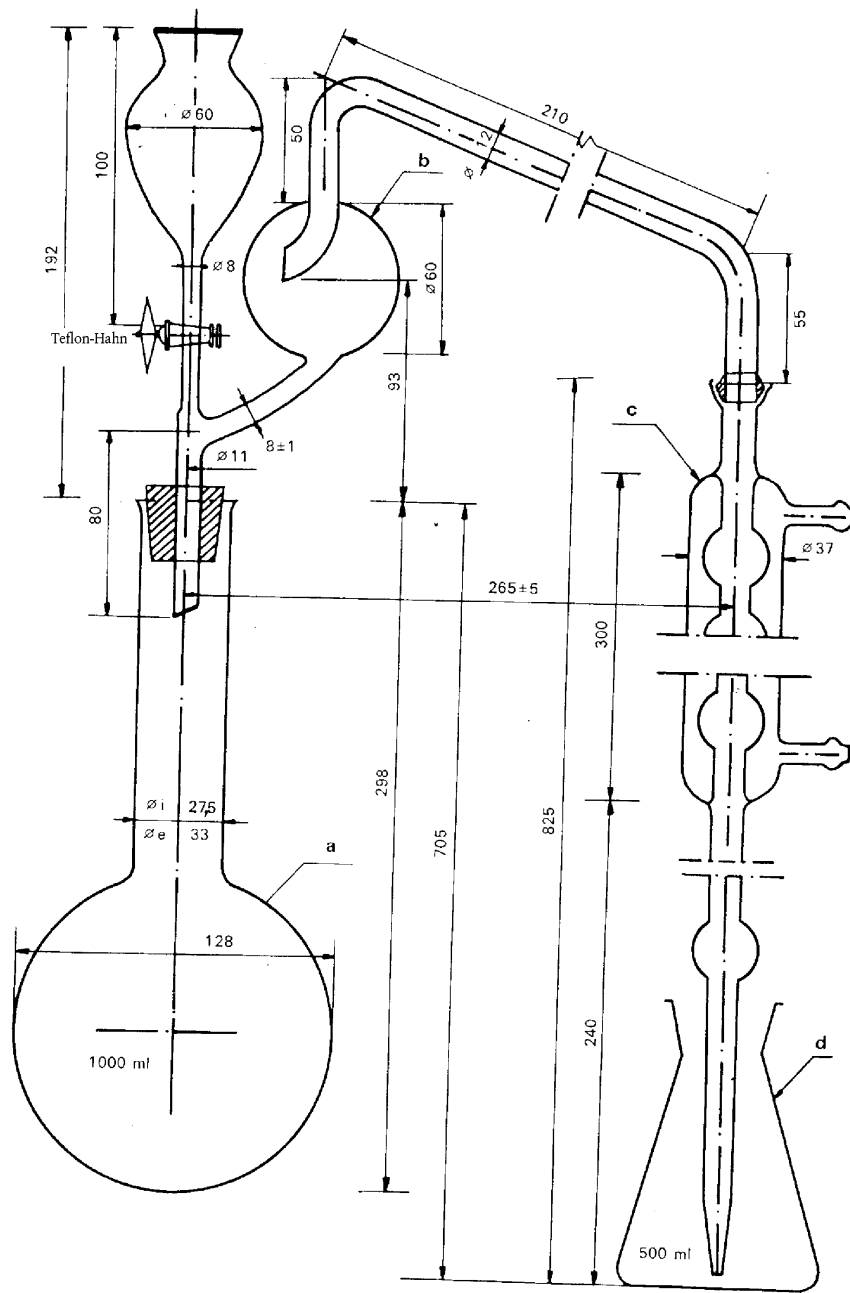 210
50
Ø 12
b
Ø 60
100
192
Ø 8
Ø 60
55
Teflon-Hahn
93
c
8±1
Ø 11
80
Ø 37
265±5
300
298
705
825
Ø i 27,5
Ø e 33
a
128
240
d
1000 ml
500 ml